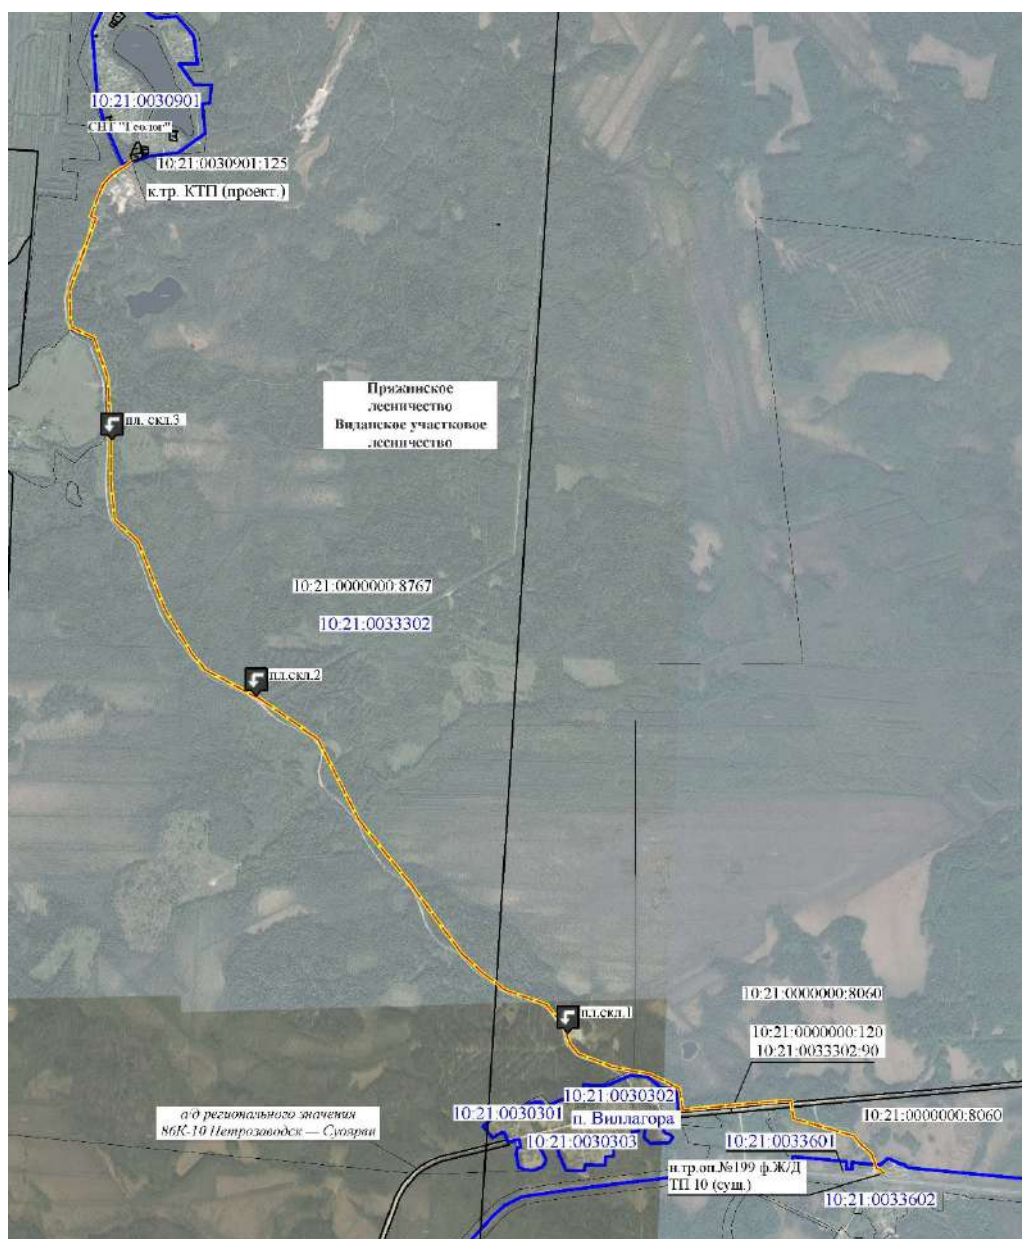 10:21:0030901
СНТ "Геолог"
10:21:0030901:125
к.тр. КТП (проект.)
Пряжинское
лесничество
Виданское участковое
лесничество
пл. скл.3
10:21:0000000:8767
10:21:0033302
пл.скл.2
10:21:0000000:8060
пл.скл.1
10:21:0000000:120
10:21:0033302:90
10:21:0030302
а/д регионального значения
86К-10 Петрозаводск — Суоярви
10:21:0030301
п. Виллагора
10:21:0000000:8060
10:21:0030303
10:21:0033601
н.тр.оп.№199 ф.Ж/Д
ТП 10 (сущ.)
10:21:0033602